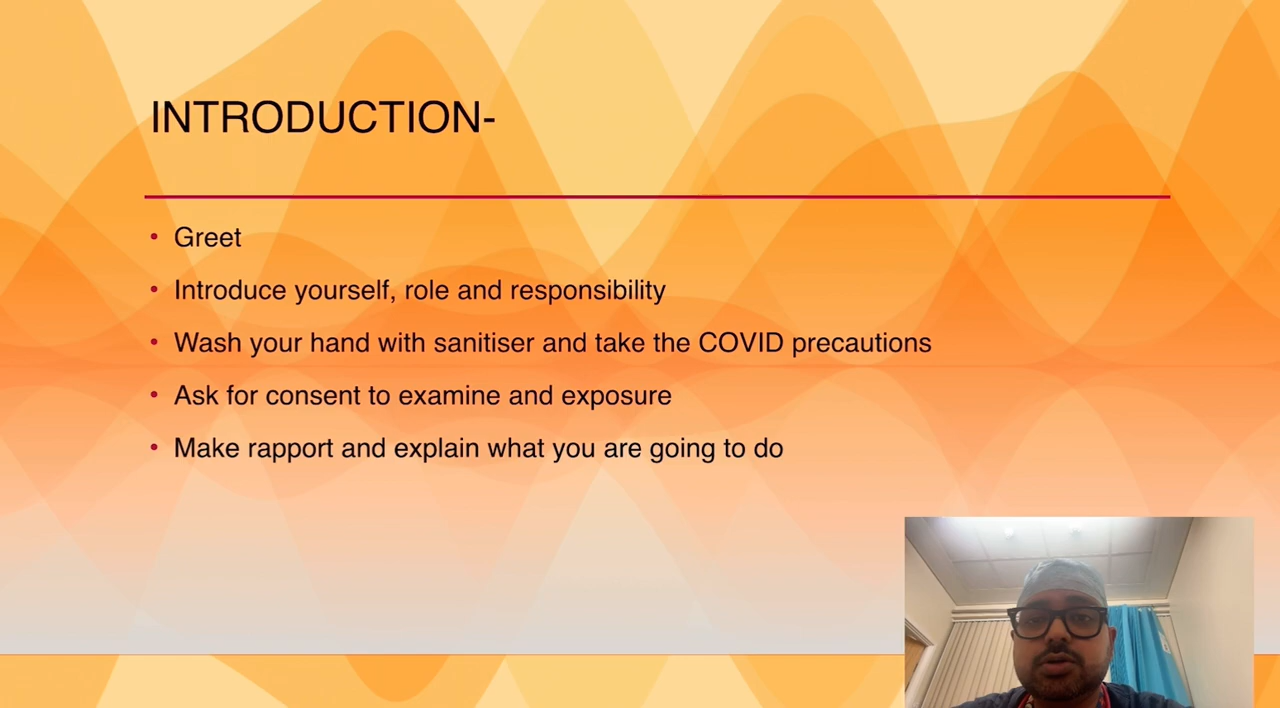 INTRODUCTION-
• Greet
• Introduce yourself, role and responsibility
• Wash your hand with sanitiser and take the COVID precautions
• Ask for consent to examine and exposure
• Make rapport and explain what you are going to do